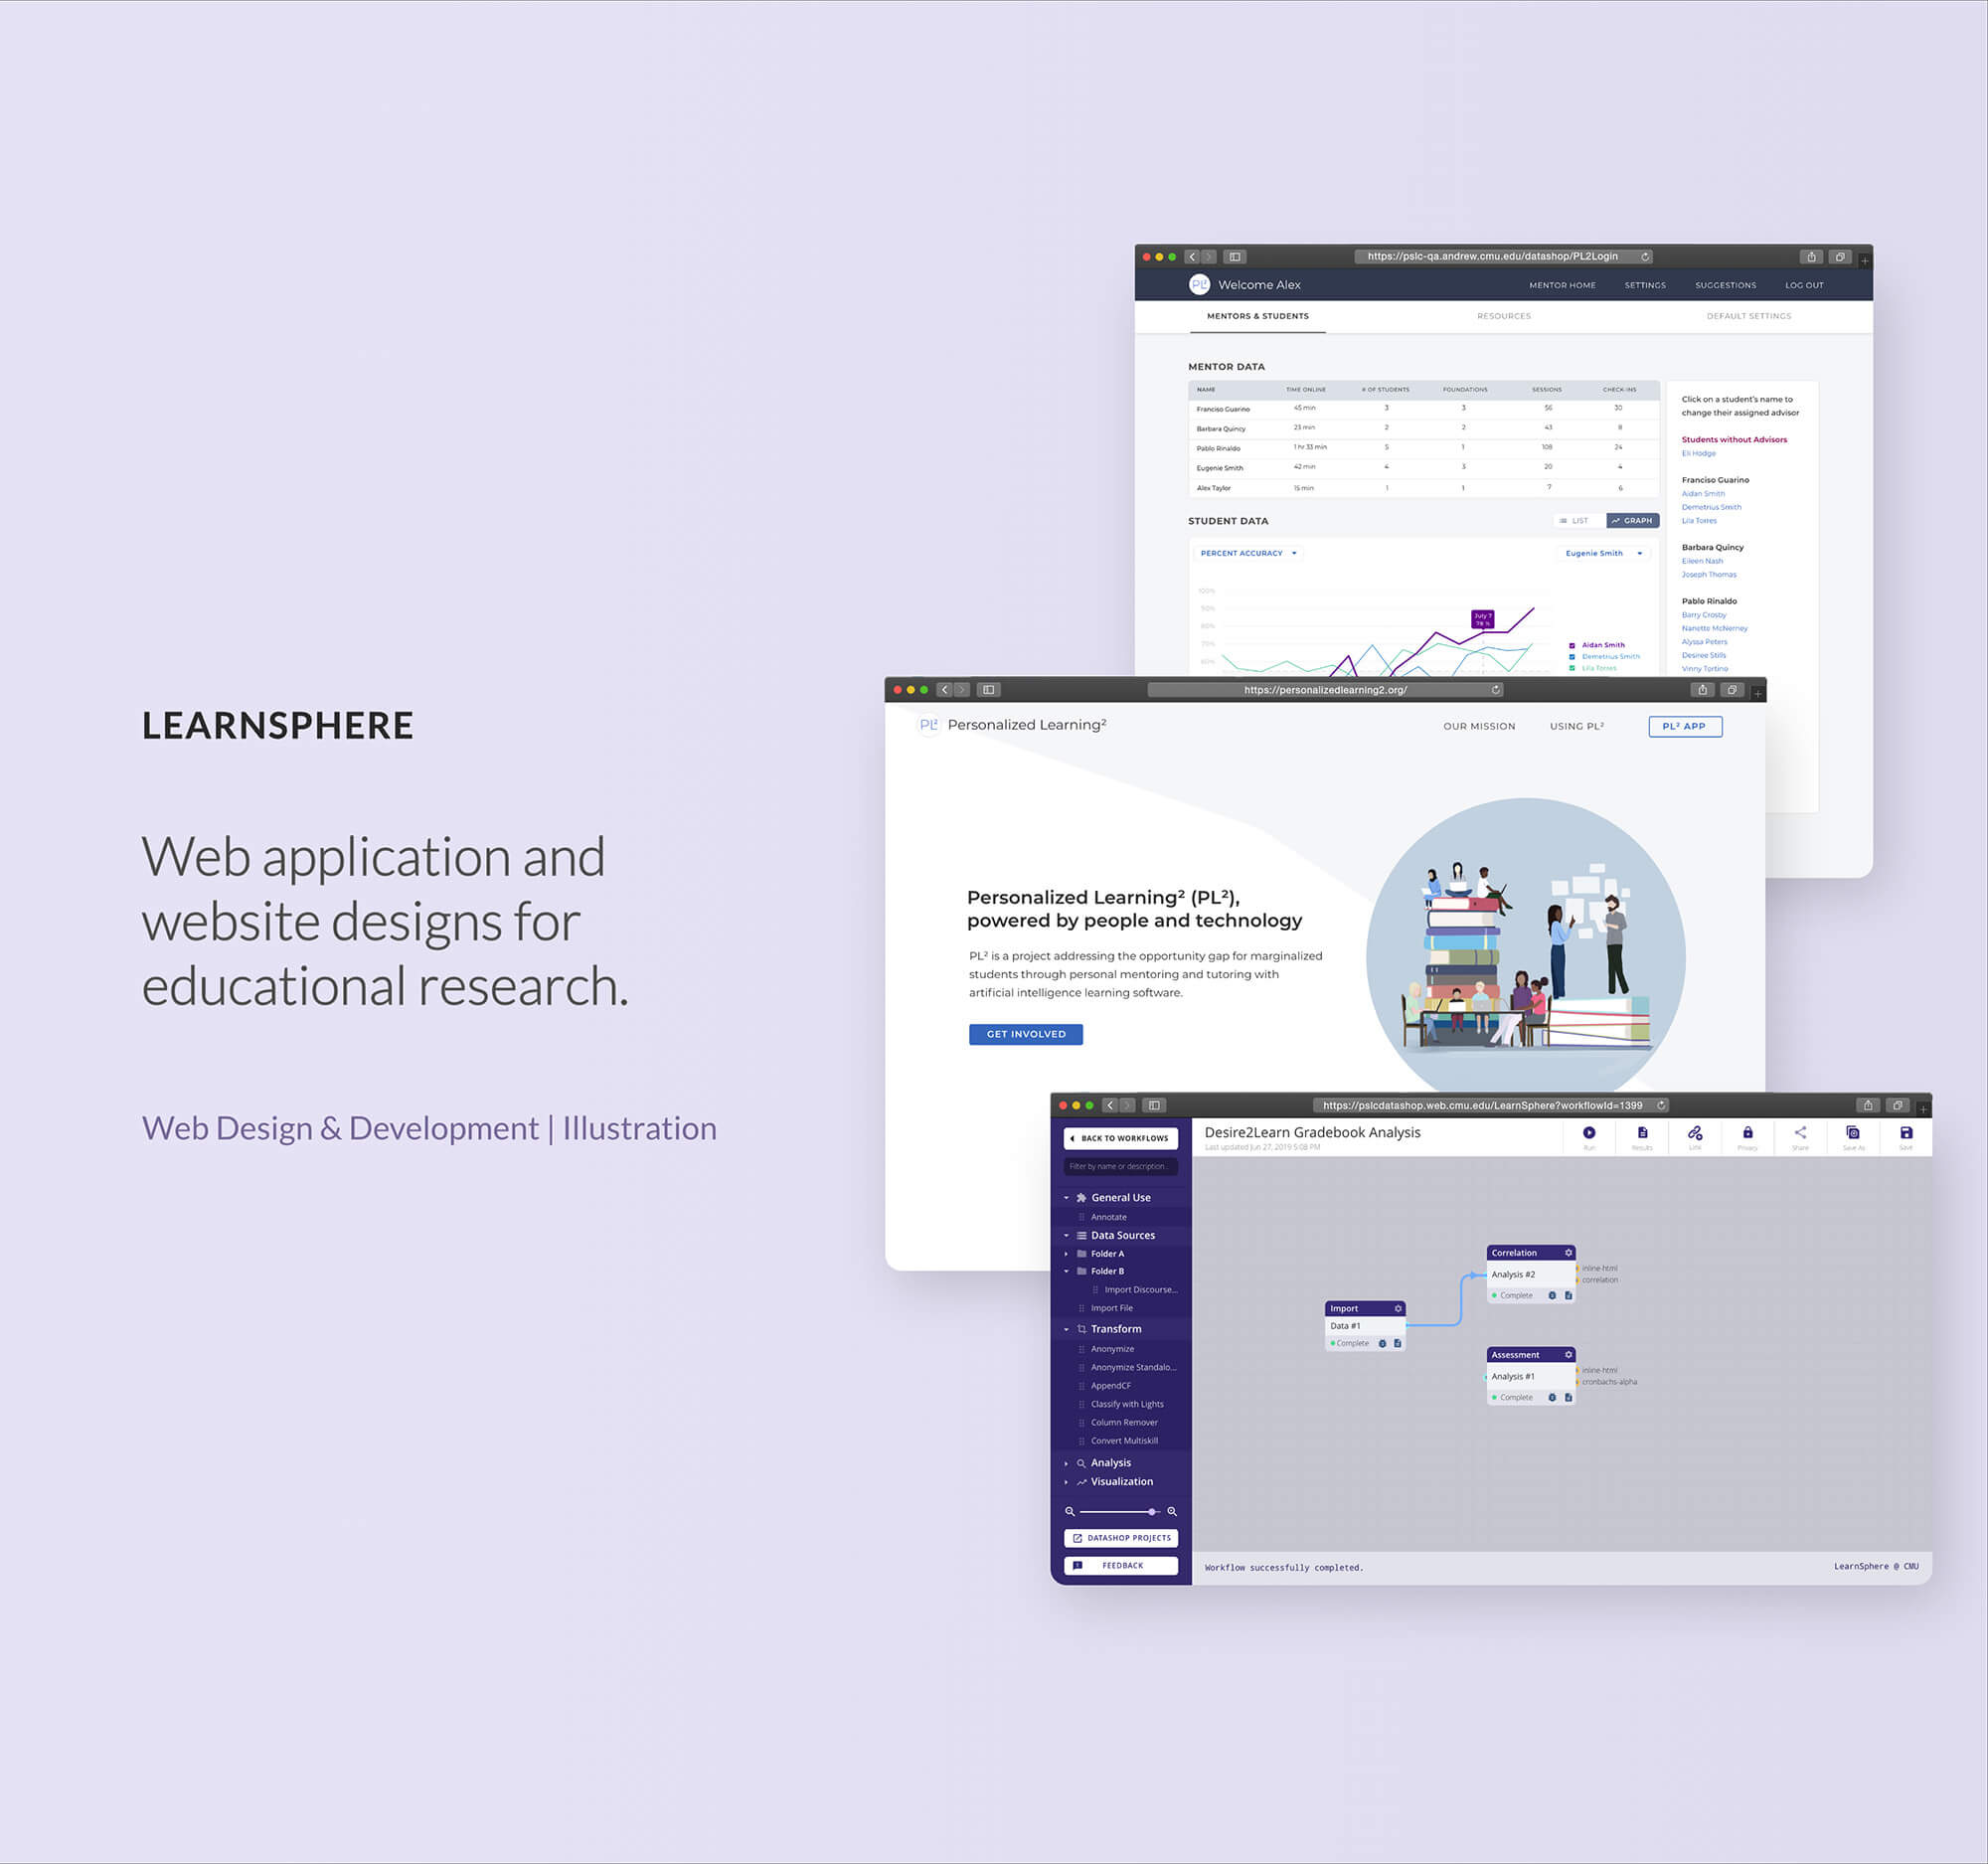 LEARNSPHERE
Web application and
website designs for
educational research.
Web Design & Development | Illustration
https://pslc-qa.andrew.cmu.edu/datashop/PL2Login
PL² Welcome Alex
MENTOR HOME SETTINGS SUGGESTIONS LOG OUT
MENTORS & STUDENTS RESOURCES DEFAULT SETTINGS
MENTOR DATA
NAME TIME ONLINE # OF STUDENTS FOUNDATIONS SESSIONS CHECK-INS
Franciso Guarino 45 min 3 3 56 30
Barbara Quincy 23 min 2 2 43 8
Pablo Rinaldo 1 hr 33 min 5 1 108 24
Eugenie Smith 42 min 4 3 20 4
Alex Taylor 15 min 1 1 7 6
Click on a student's name to
change their assigned advisor
Students without Advisors
Eli Hodge
Franciso Guarino
Aidan Smith
Demetrius Smith
Lila Torres
Barbara Quincy
Eileen Nash
Joseph Thomas
Pablo Rinaldo
Barry Crosby
Nanette McNerney
Alyssa Peters
Desiree Stills
Vinny Tortino
STUDENT DATA
LIST GRAPH
PERCENT ACCURACY Eugenie Smith
100%
90%
80%
70%
60%
July 7
78 %
Aidan Smith
Demetrius Smith
Lila Torres
https://personalizedlearning2.org/
PL² Personalized Learning²
OUR MISSION USING PL² PL² APP
Personalized Learning² (PL²),
powered by people and technology
PL² is a project addressing the opportunity gap for marginalized
students through personal mentoring and tutoring with
artificial intelligence learning software.
GET INVOLVED
https://pslcdatashop.web.cmu.edu/LearnSphere?workflowId=1399
BACK TO WORKFLOWS
Filter by name or description...
General Use
Annotate
Data Sources
Folder A
Folder B
Import Discourse...
Import File
Transform
Anonymize
Anonymize Standalo...
AppendCF
Classify with Lights
Column Remover
Convert Multiskill
Analysis
Visualization
DATASHOP PROJECTS
FEEDBACK
Desire2Learn Gradebook Analysis
Last updated Jun 27, 2019 5:08 PM
Run Results Link Privacy Share Save As Save
Import
Data #1
Complete
Correlation
Analysis #2
Complete
inline-html
correlation
Assessment
Analysis #1
Complete
inline-html
cronbachs-alpha
Workflow successfully completed.
LearnSphere @ CMU